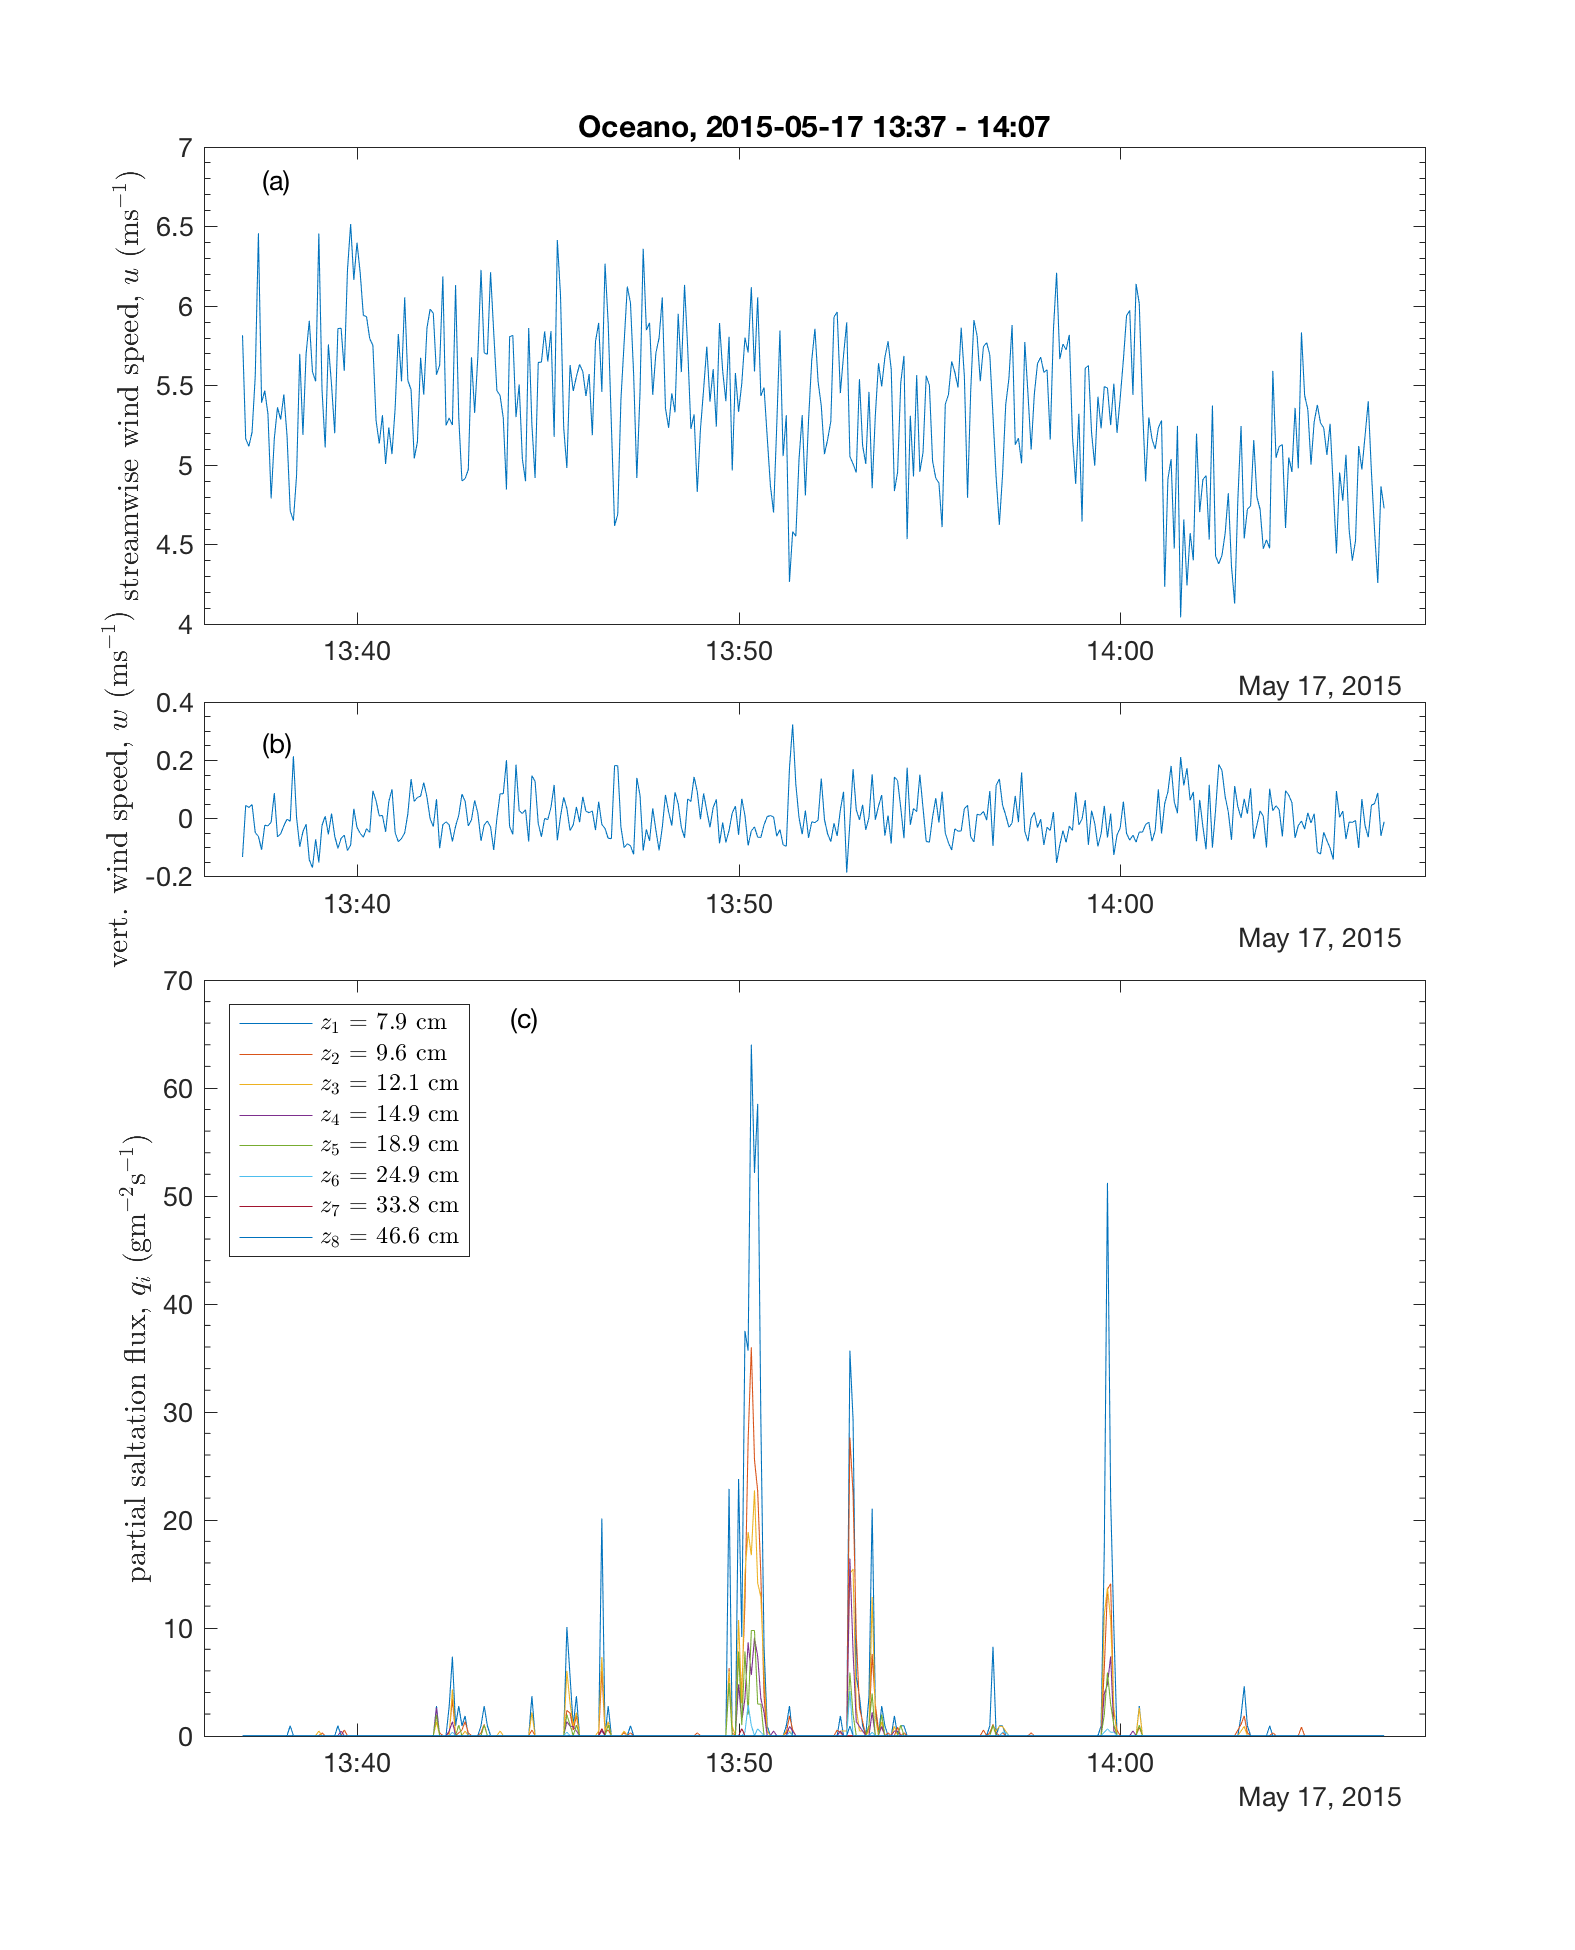 Oceano, 2015-05-17 13:37 - 14:07
(a)
streamwise wind speed, u (ms⁻¹)
7
6.5
6
5.5
5
4.5
4
13:40 13:50 14:00
May 17, 2015
(b)
vert. wind speed, w (ms⁻¹)
0.4
0.2
0
-0.2
13:40 13:50 14:00
May 17, 2015
(c)
partial saltation flux, qᵢ (gm⁻²s⁻¹)
70
60
50
40
30
20
10
0
z₁ = 7.9 cm
z₂ = 9.6 cm
z₃ = 12.1 cm
z₄ = 14.9 cm
z₅ = 18.9 cm
z₆ = 24.9 cm
z₇ = 33.8 cm
z₈ = 46.6 cm
13:40 13:50 14:00
May 17, 2015